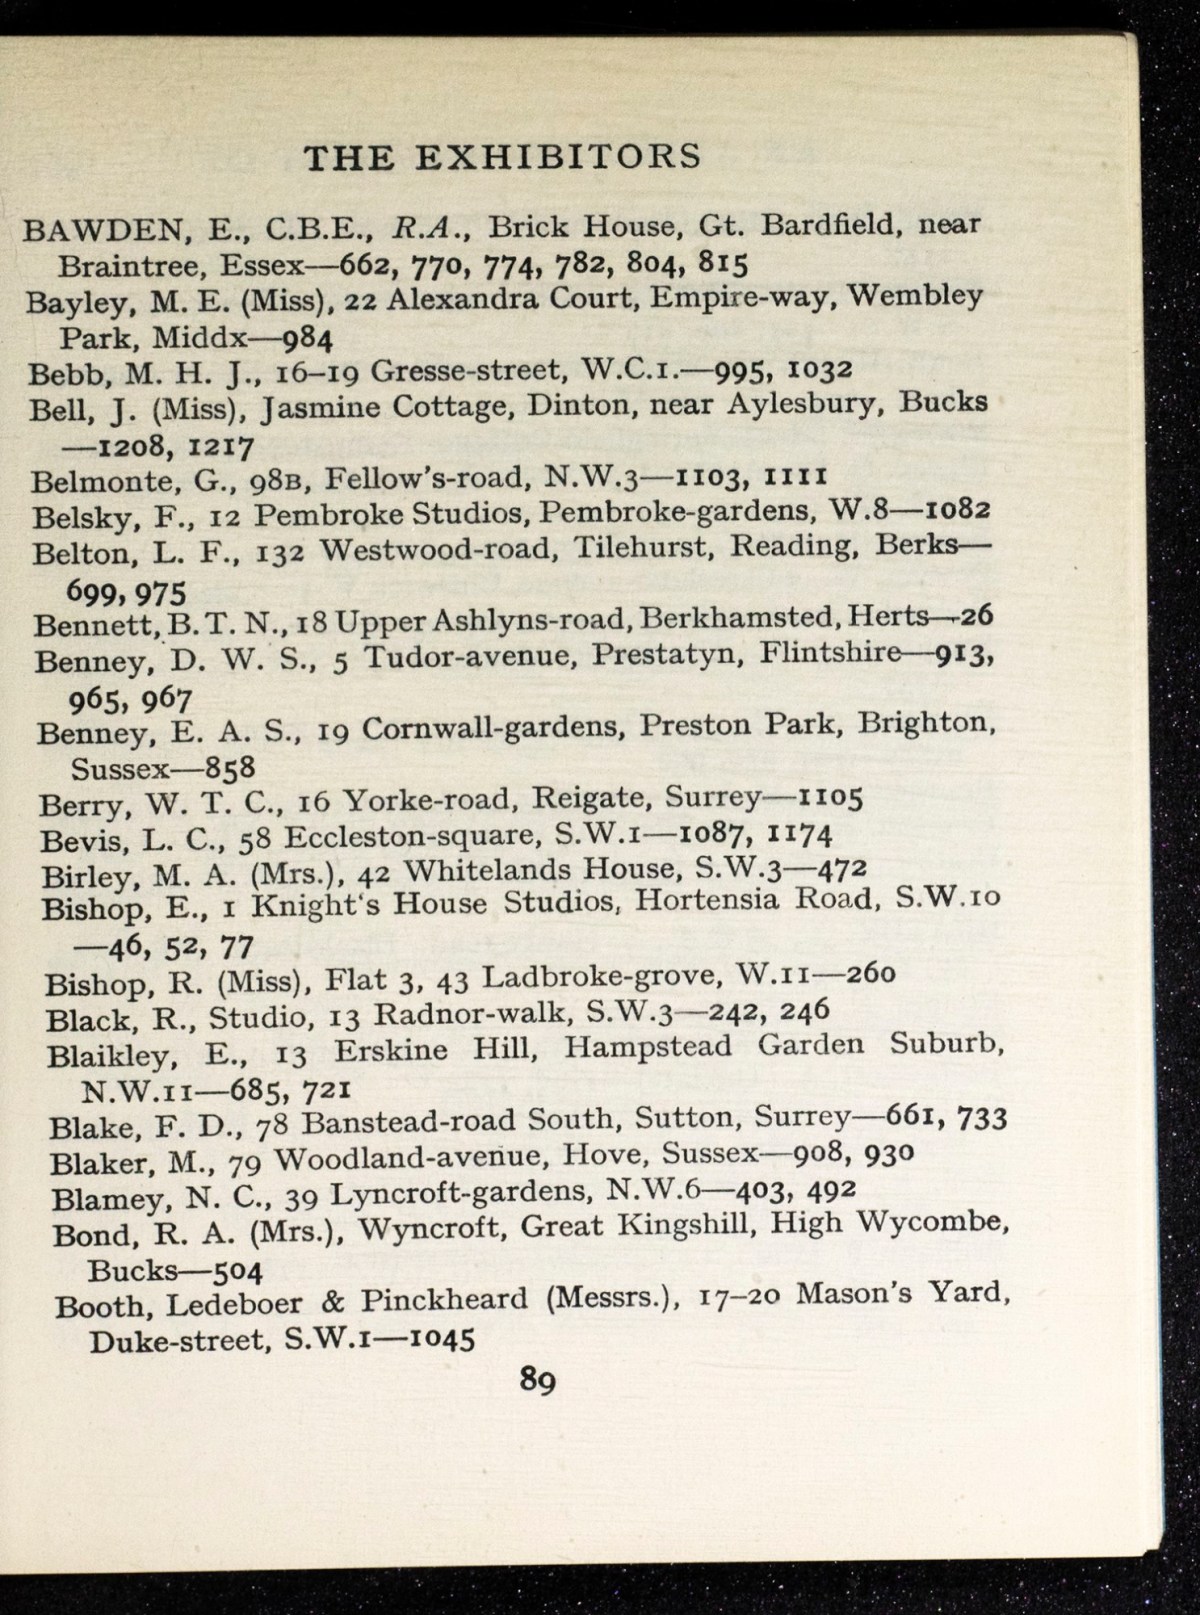 THE EXHIBITORS
BAWDEN, E., C.B.E., R.A., Brick House, Gt. Bardfield, near
Braintree, Essex—662, 770, 774, 782, 804, 815
Bayley, M. E. (Miss), 22 Alexandra Court, Empire-way, Wembley
Park, Middx—984
Bebb, M. H. J., 16–19 Gresse-street, W.C.1.—995, 1032
Bell, J. (Miss), Jasmine Cottage, Dinton, near Aylesbury, Bucks
—1208, 1217
Belmonte, G., 98B, Fellow's-road, N.W.3—1103, 1111
Belsky, F., 12 Pembroke Studios, Pembroke-gardens, W.8—1082
Belton, L. F., 132 Westwood-road, Tilehurst, Reading, Berks—
699, 975
Bennett, B. T. N., 18 Upper Ashlyns-road, Berkhamsted, Herts—26
Benney, D. W. S., 5 Tudor-avenue, Prestatyn, Flintshire—913,
965, 967
Benney, E. A. S., 19 Cornwall-gardens, Preston Park, Brighton,
Sussex—858
Berry, W. T. C., 16 Yorke-road, Reigate, Surrey—1105
Bevis, L. C., 58 Eccleston-square, S.W.1—1087, 1174
Birley, M. A. (Mrs.), 42 Whitelands House, S.W.3—472
Bishop, E., 1 Knight's House Studios, Hortensia Road, S.W.10
—46, 52, 77
Bishop, R. (Miss), Flat 3, 43 Ladbroke-grove, W.11—260
Black, R., Studio, 13 Radnor-walk, S.W.3—242, 246
Blaikley, E., 13 Erskine Hill, Hampstead Garden Suburb,
N.W.11—685, 721
Blake, F. D., 78 Banstead-road South, Sutton, Surrey—661, 733
Blaker, M., 79 Woodland-avenue, Hove, Sussex—908, 930
Blamey, N. C., 39 Lyncroft-gardens, N.W.6—403, 492
Bond, R. A. (Mrs.), Wyncroft, Great Kingshill, High Wycombe,
Bucks—504
Booth, Ledeboer & Pinckheard (Messrs.), 17–20 Mason's Yard,
Duke-street, S.W.1—1045
89